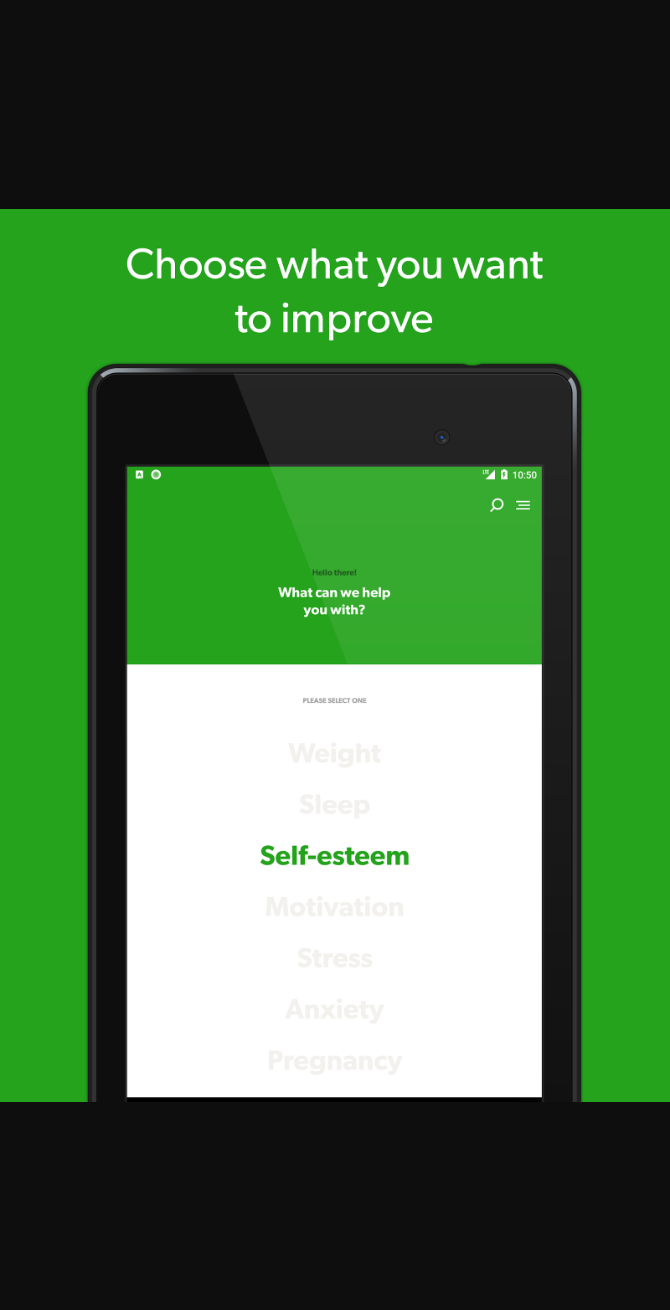 Choose what you want
to improve
LTE
10:50
Hello there!
What can we help
you with?
PLEASE SELECT ONE
Weight
Sleep
Self-esteem
Motivation
Stress
Anxiety
Pregnancy